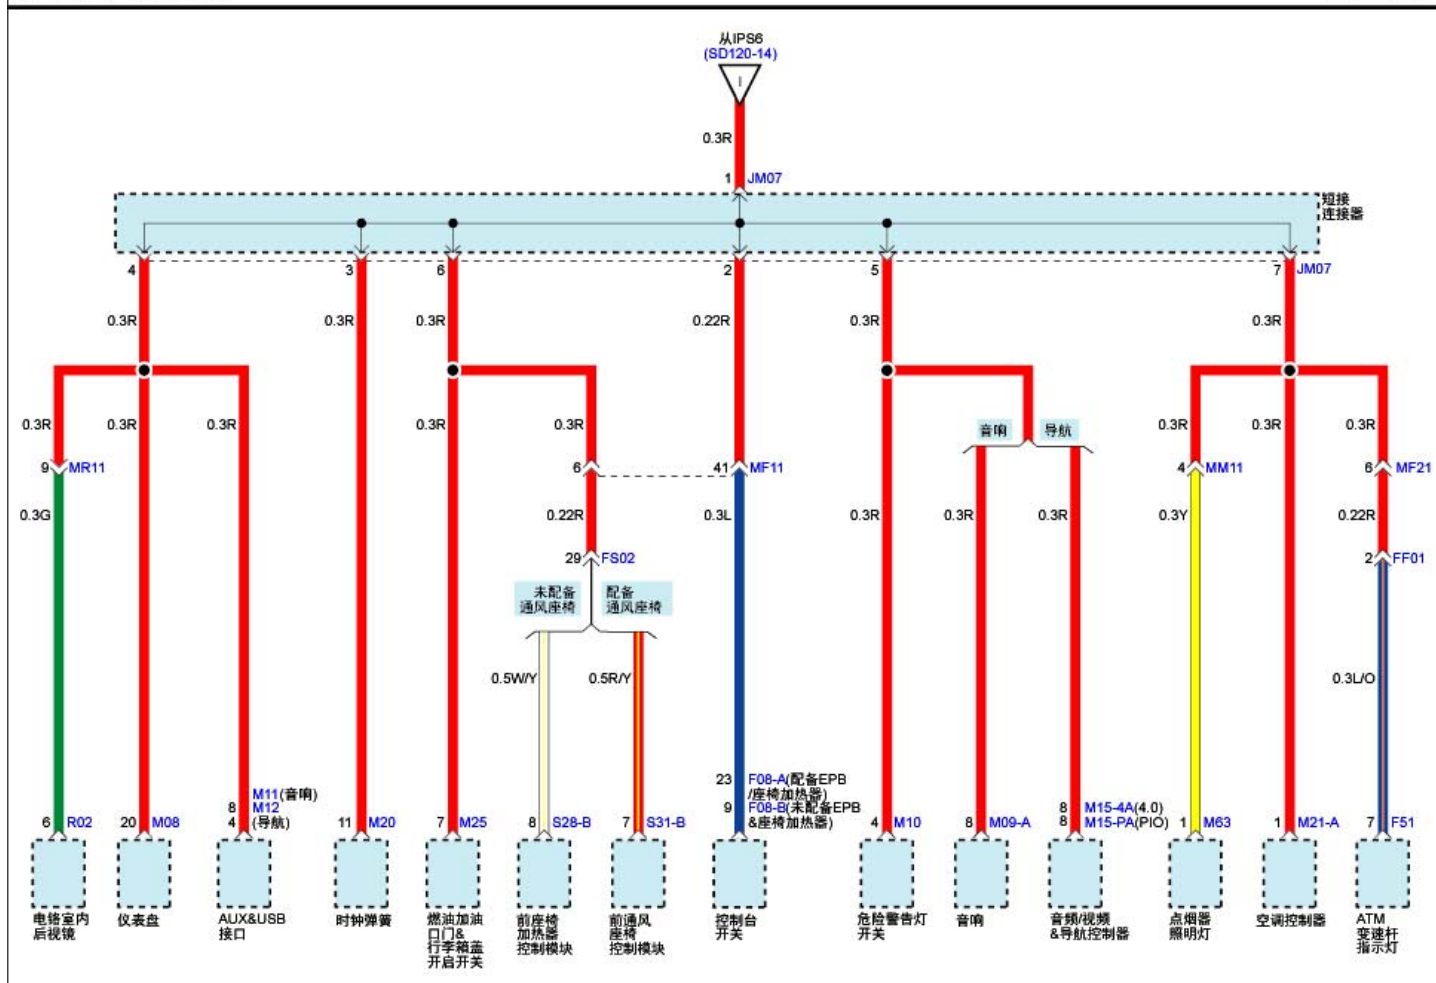 从IPS6
(SD120-14)
I
0.3R
1 JM07
短接
连接器
4 3 6 2 5 7 JM07
0.3R 0.3R 0.3R 0.22R 0.3R 0.3R
0.3R 0.3R 0.3R 0.3R 0.3R 0.3R 0.3R 0.3R
音响 导航
9 MR11 6 41 MF11 4 MM11 6 MF21
0.3G 0.22R 0.3L 0.3R 0.3R 0.3R 0.3Y 0.22R
29 FS02 2 FF01
未配备
通风座椅
配备
通风座椅
0.5W/Y 0.5R/Y 0.3L/O
23 F08-A(配备EPB
/座椅加热器)
9 F08-B(未配备EPB
&座椅加热器)
M11(音响)
8 M12
4 (导航)
8 M15-4A(4.0)
8 M15-PA(PIO)
6 R02 20 M08 11 M20 7 M25 8 S28-B 7 S31-B 4 M10 8 M09-A 1 M63 1 M21-A 7 F51
电铬室内
后视镜
仪表盘
AUX&USB
接口
时钟弹簧
燃油加油
口门&
行李箱盖
开启开关
前座椅
加热器
控制模块
前通风
座椅
控制模块
控制台
开关
危险警告灯
开关
音响
音频/视频
&导航控制器
点烟器
照明灯
空调控制器
ATM
变速杆
指示灯